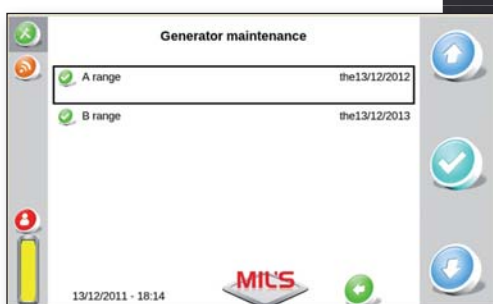 Generator maintenance
A range the13/12/2012
B range the13/12/2013
MIL'S
13/12/2011 - 18:14